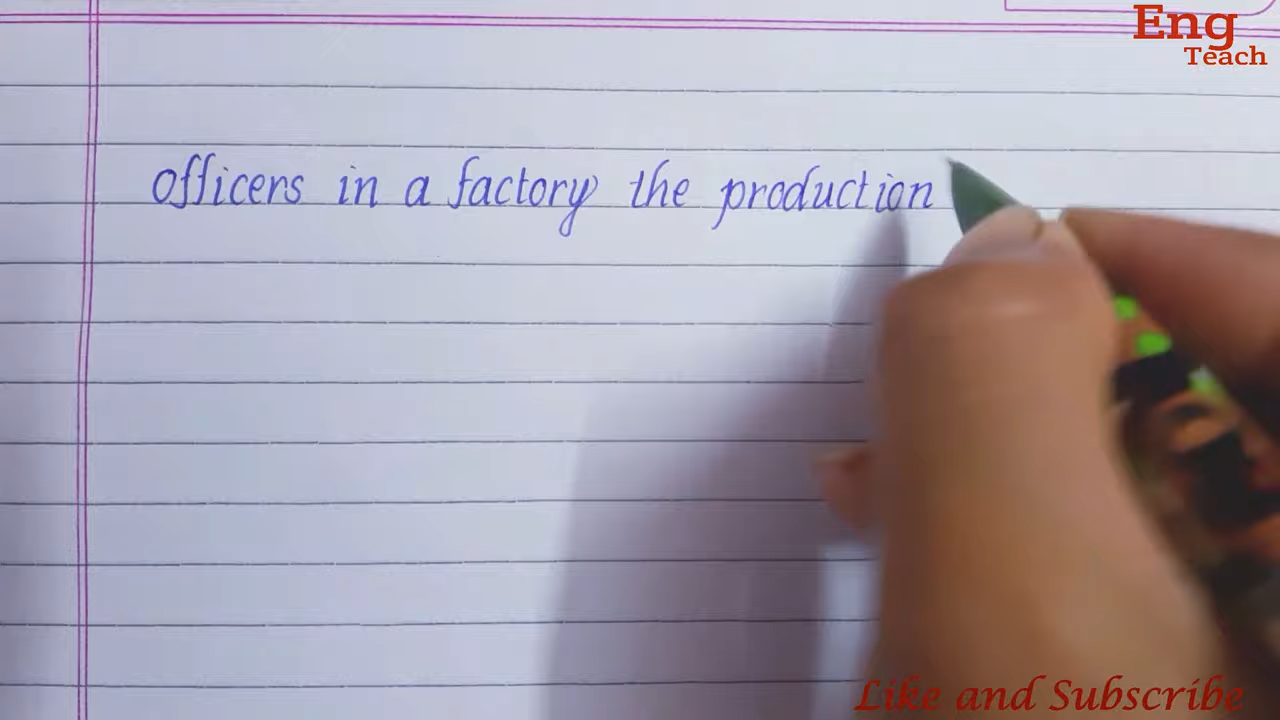 Eng
Teach
officers in a factory the production
Like and Subscribe